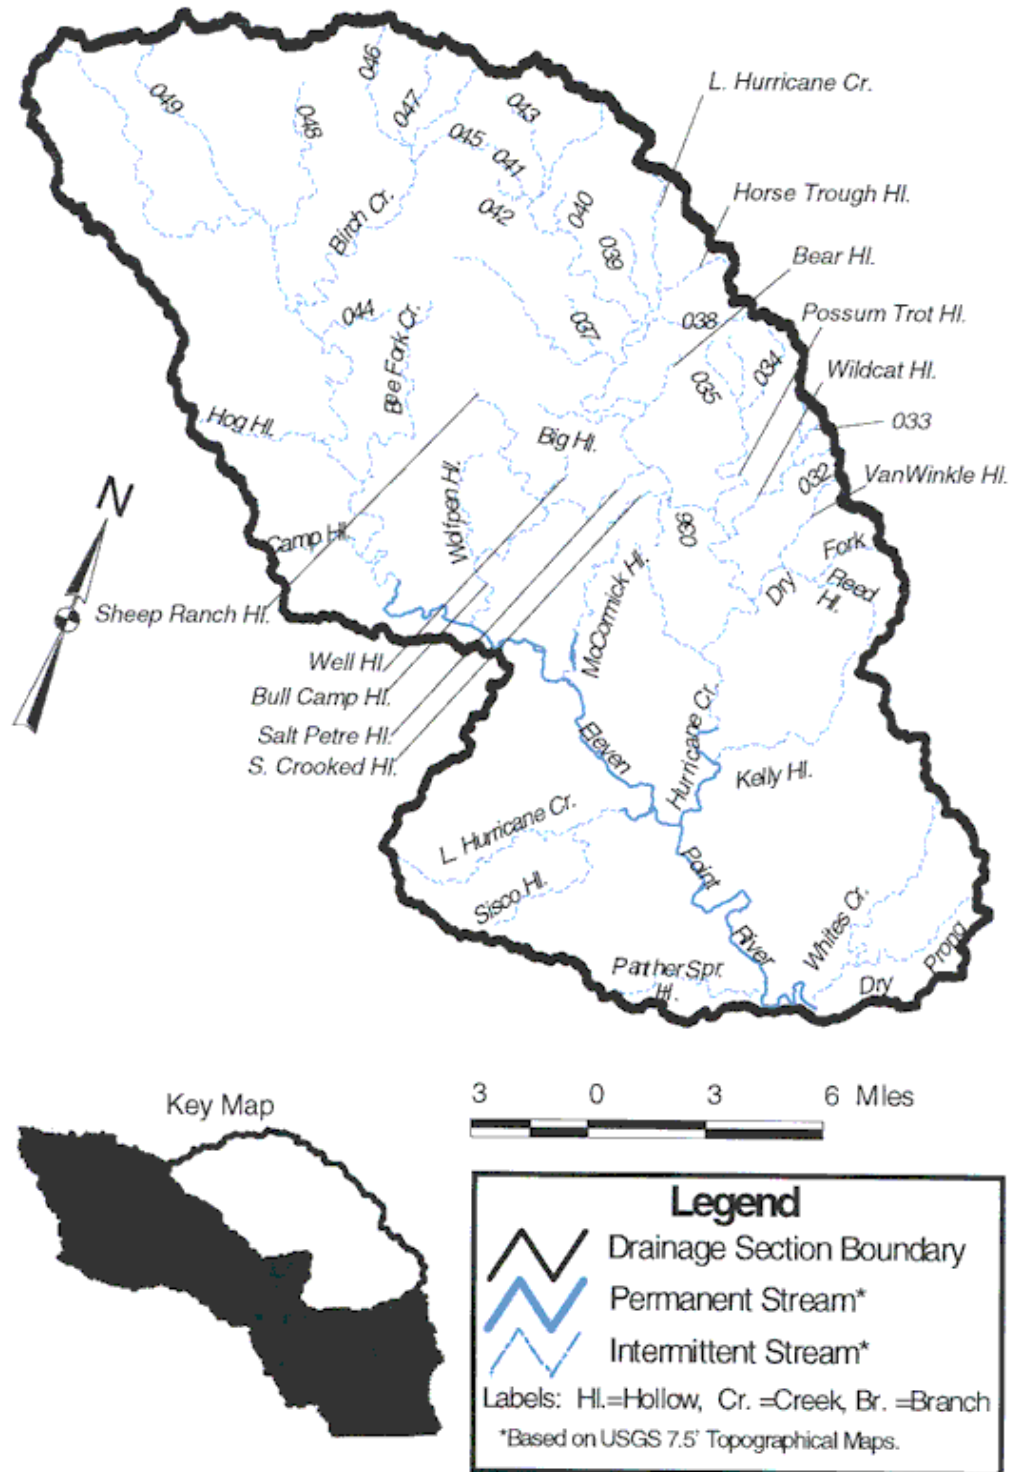 L. Hurricane Cr.
046
049
048
047
043
045
041
Horse Trough Hl.
042
040
Birch Cr.
039
Bear Hl.
044
037
038
Possum Trot Hl.
Bee Fork Cr.
035
034
Wildcat Hl.
Hog Hl.
033
Big Hl.
032
VanWinkle Hl.
N
Wolfpen Hl.
036
Camp Hl.
Fork
Dry
Reed
Hl.
McCormick Hl.
Sheep Ranch Hl.
Well Hl.
Bull Camp Hl.
Salt Petre Hl.
S. Crooked Hl.
Eleven
Hurricane Cr.
Kelly Hl.
L. Hurricane Cr.
Point
Sisco Hl.
Whites Cr.
River
Panther Spr.
Hl.
Dry
Prong
Key Map
3 0 3 6 Miles
Legend
Drainage Section Boundary
Permanent Stream*
Intermittent Stream*
Labels: Hl.=Hollow, Cr. =Creek, Br. =Branch
*Based on USGS 7.5' Topographical Maps.